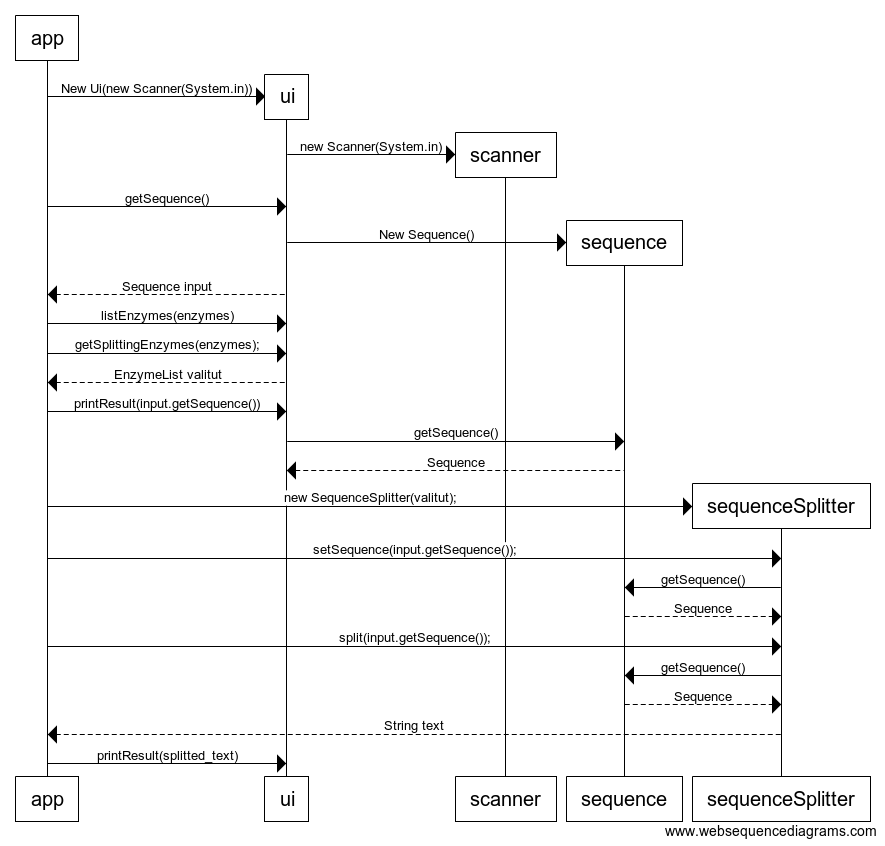 app
New Ui(new Scanner(System.in))
ui
new Scanner(System.in)
scanner
getSequence()
New Sequence()
sequence
Sequence input
listEnzymes(enzymes)
getSplittingEnzymes(enzymes);
EnzymeList valitut
printResult(input.getSequence())
getSequence()
Sequence
new SequenceSplitter(valitut);
sequenceSplitter
setSequence(input.getSequence());
getSequence()
Sequence
split(input.getSequence());
getSequence()
Sequence
String text
printResult(splitted_text)
app
ui
scanner
sequence
sequenceSplitter
www.websequencediagrams.com